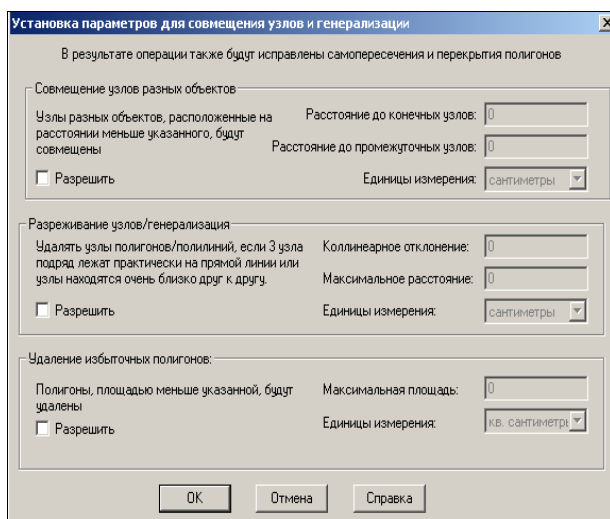 Установка параметров для совмещения узлов и генерализации
В результате операции также будут исправлены самопересечения и перекрытия полигонов
Совмещение узлов разных объектов
Узлы разных объектов, расположенные на
расстоянии меньше указанного, будут
совмещены
Разрешить
Расстояние до конечных узлов: 0
Расстояние до промежуточных узлов: 0
Единицы измерения: сантиметры
Разреживание узлов/генерализация
Удалять узлы полигонов/полилиний, если 3 узла
подряд лежат практически на прямой линии или
узлы находятся очень близко друг к другу.
Разрешить
Коллинеарное отклонение: 0
Максимальное расстояние: 0
Единицы измерения: сантиметры
Удаление избыточных полигонов:
Полигоны, площадью меньше указанной, будут
удалены
Разрешить
Максимальная площадь: 0
Единицы измерения: кв. сантиметры
OK Отмена Справка